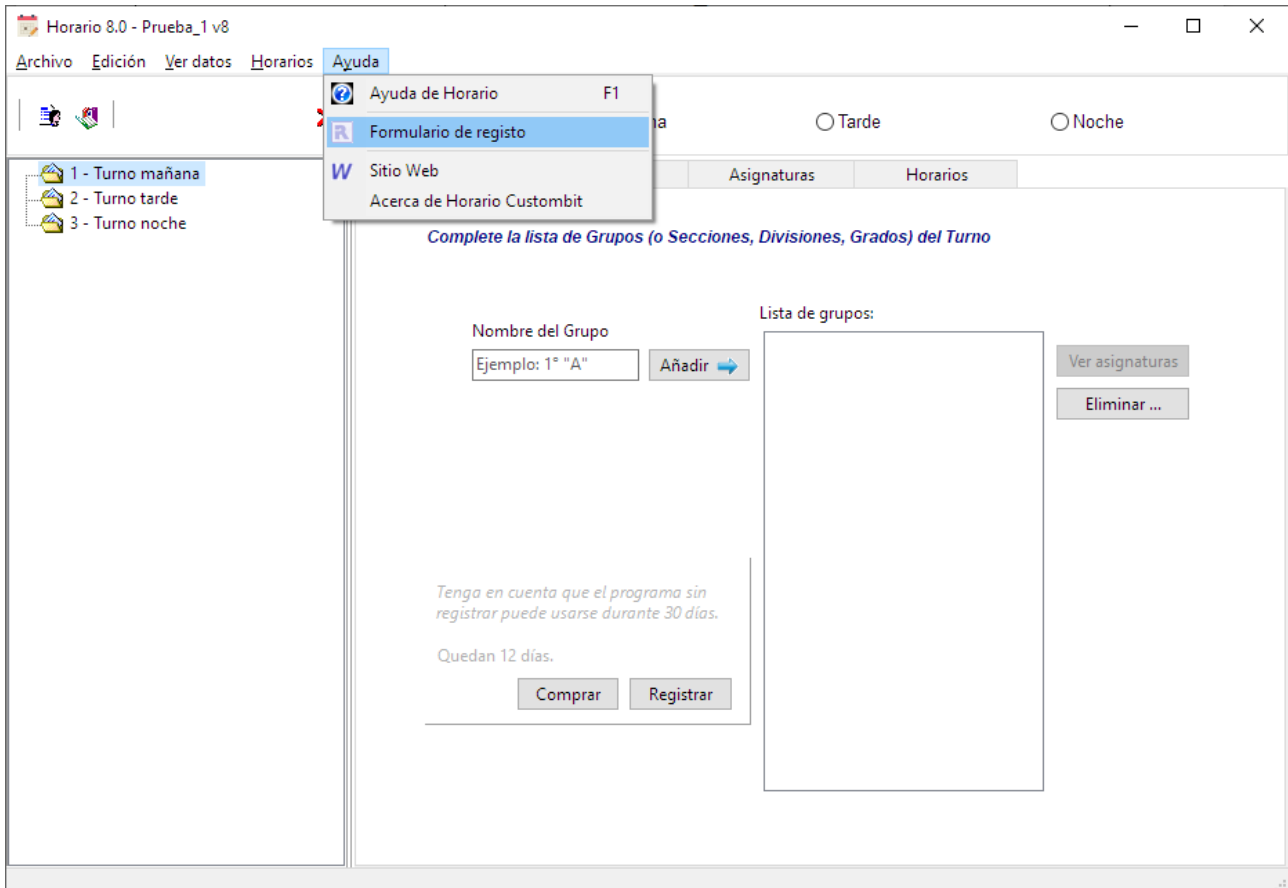 Horario 8.0 - Prueba_1 v8
Archivo Edición Ver datos Horarios Ayuda
Ayuda de Horario F1
Formulario de registo
Sitio Web
Acerca de Horario Custombit
Tarde Noche
1 - Turno mañana
2 - Turno tarde
3 - Turno noche
Asignaturas Horarios
Complete la lista de Grupos (o Secciones, Divisiones, Grados) del Turno
Lista de grupos:
Nombre del Grupo
Ejemplo: 1° "A" Añadir
Ver asignaturas
Eliminar ...
Tenga en cuenta que el programa sin
registrar puede usarse durante 30 días.
Quedan 12 días.
Comprar Registrar